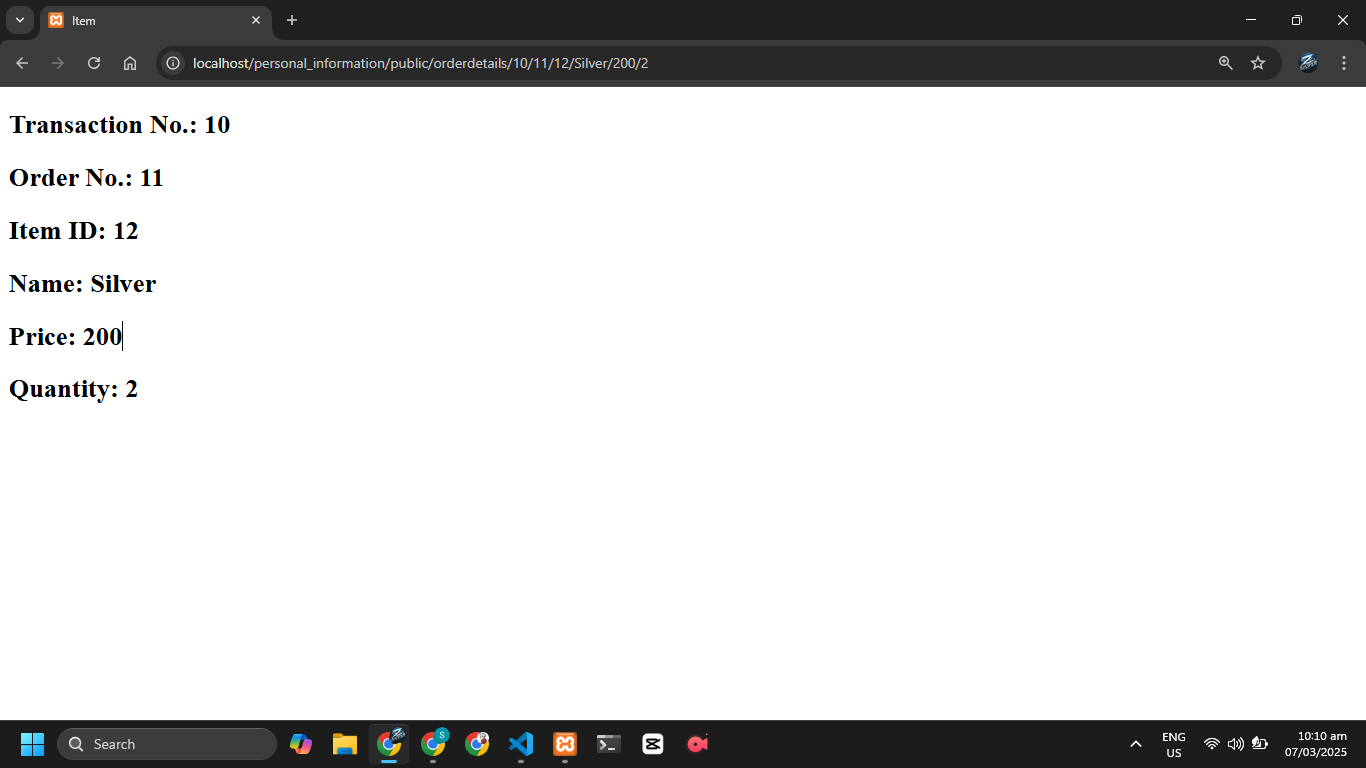 Item
localhost/personal_information/public/orderdetails/10/11/12/Silver/200/2
Transaction No.: 10
Order No.: 11
Item ID: 12
Name: Silver
Price: 200
Quantity: 2
Search
S
ENG
US
10:10 am
07/03/2025